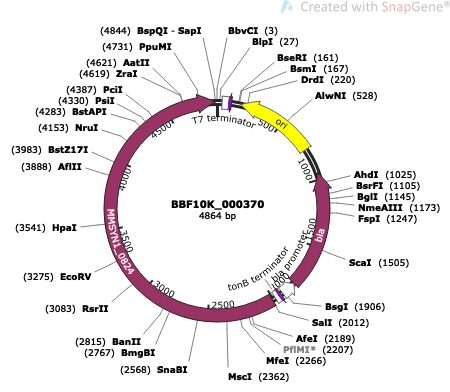 Created with SnapGene®
(4844) BspQI - SapI
BbvCI (3)
(4731) PpuMI
BlpI (27)
(4621) AatII
BseRI (161)
(4619) ZraI
BsmI (167)
(4387) PciI
DrdI (220)
(4330) PsiI
AlwNI (528)
(4283) BstAPI
(4153) NruI
(3983) BstZ17I
(3888) AflII
(3541) HpaI
(3275) EcoRV
(3083) RsrII
(2815) BanII
(2767) BmgBI
(2568) SnaBI
MscI (2362)
MfeI (2266)
PflMI* (2207)
AfeI (2189)
SalI (2012)
BsgI (1906)
ScaI (1505)
FspI (1247)
NmeAIII (1173)
BglI (1145)
BsrFI (1105)
AhdI (1025)
T7 terminator
ori
bla
bla promoter
tonB terminator
MMSYN1_0824
500
1000
1500
2000
2500
3000
3500
4000
4500
BBF10K_000370
4864 bp